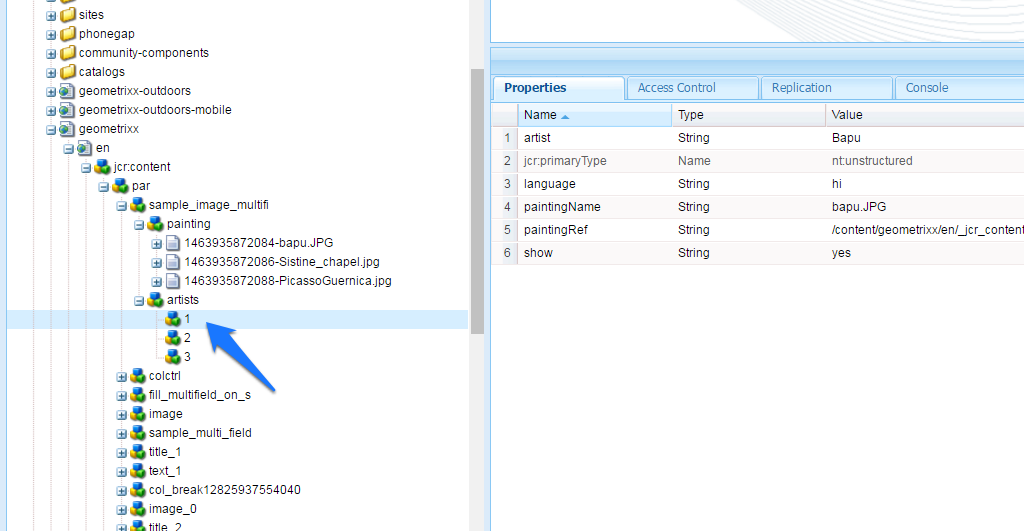 sites
phonegap
community-components
catalogs
geometrixx-outdoors
geometrixx-outdoors-mobile
geometrixx
en
jcr:content
par
sample_image_multifi
painting
1463935872084-bapu.JPG
1463935872086-Sistine_chapel.jpg
1463935872088-PicassoGuernica.jpg
artists
1
2
3
colctrl
fill_multifield_on_s
image
sample_multi_field
title_1
text_1
col_break12825937554040
image_0
title_2
Properties Access Control Replication Console
Name Type Value
1 artist String Bapu
2 jcr:primaryType Name nt:unstructured
3 language String hi
4 paintingName String bapu.JPG
5 paintingRef String /content/geometrixx/en/_jcr_content
6 show String yes